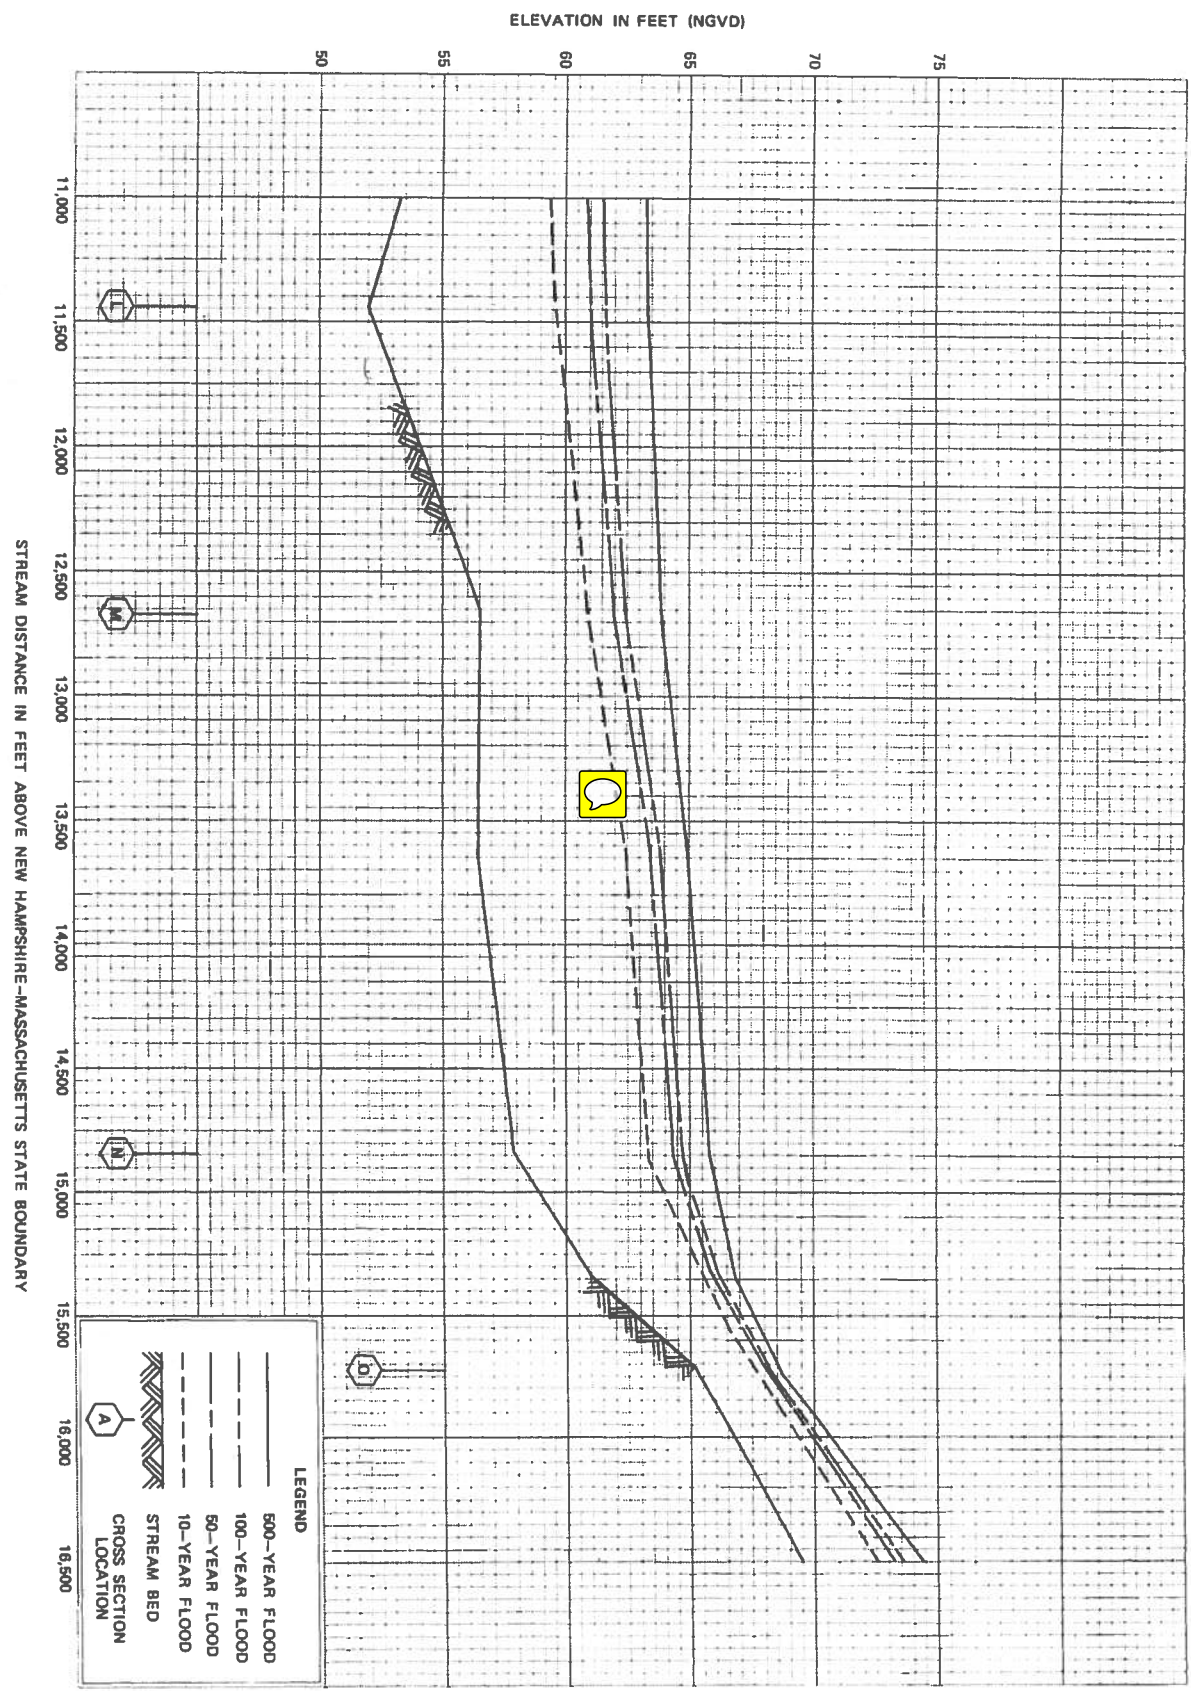 ELEVATION IN FEET (NGVD)
50
55
60
65
70
75
11,000
11,500
12,000
12,500
13,000
13,500
14,000
14,500
15,000
15,500
16,000
16,500
L
M
N
O
STREAM DISTANCE IN FEET ABOVE NEW HAMPSHIRE-MASSACHUSETTS STATE BOUNDARY
LEGEND
500-YEAR FLOOD
100-YEAR FLOOD
50-YEAR FLOOD
10-YEAR FLOOD
STREAM BED
A
CROSS SECTION
LOCATION